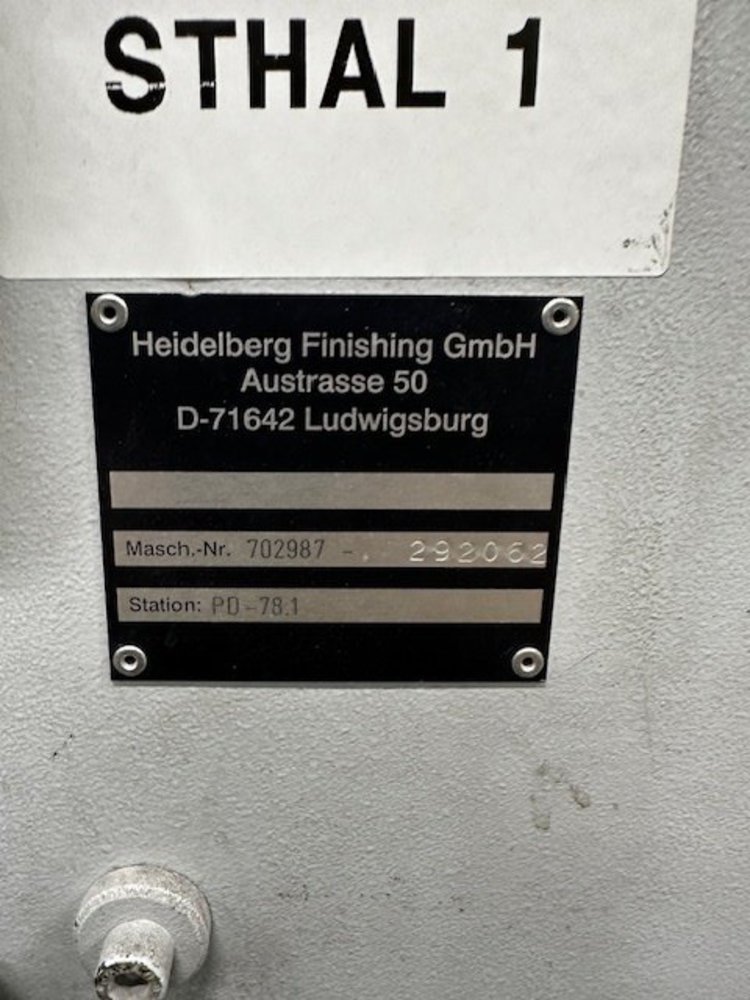 STHAL 1
Heidelberg Finishing GmbH
Austrasse 50
D-71642 Ludwigsburg
Masch.-Nr. 702987 -. 292062
Station: PD-78.1